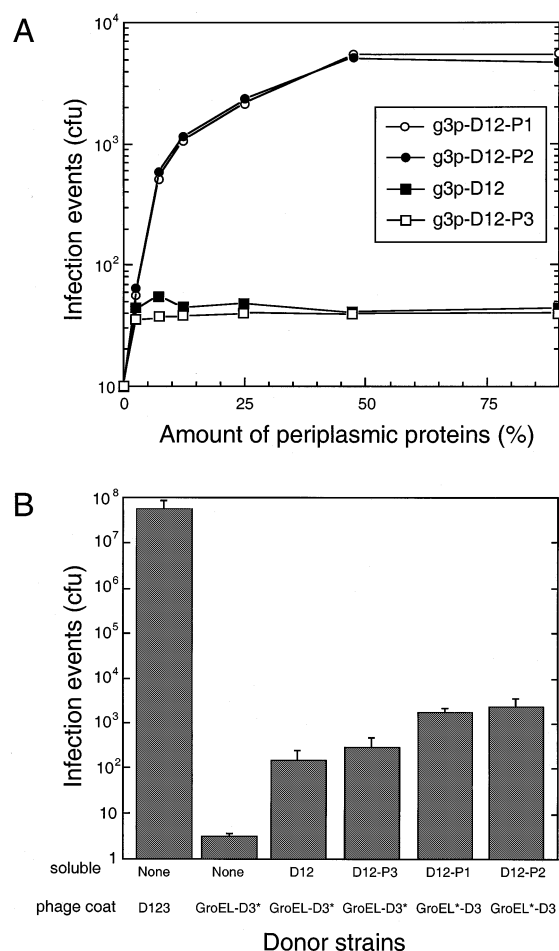 A
Infection events (cfu)
10⁴
10³
10²
10
g3p-D12-P1
g3p-D12-P2
g3p-D12
g3p-D12-P3
0 25 50 75
Amount of periplasmic proteins (%)
B
Infection events (cfu)
10⁸
10⁷
10⁶
10⁵
10⁴
10³
10²
10
1
soluble None None D12 D12-P3 D12-P1 D12-P2
phage coat D123 GroEL-D3* GroEL-D3* GroEL-D3* GroEL*-D3 GroEL*-D3
Donor strains